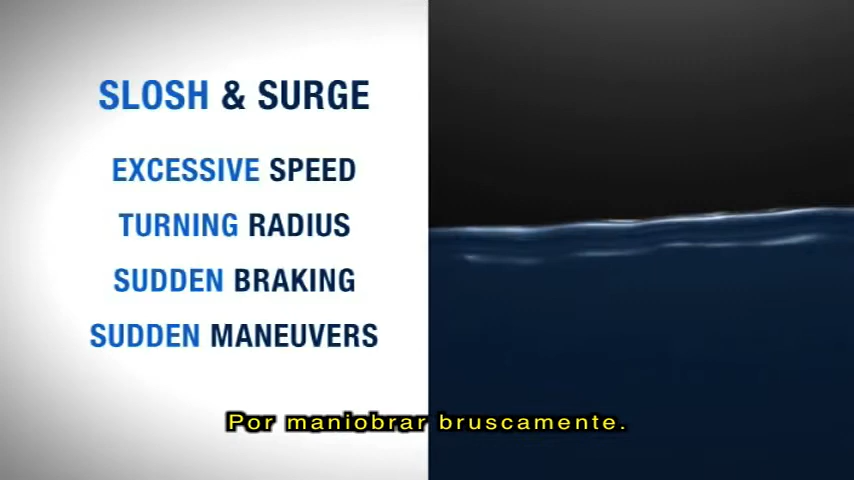 SLOSH & SURGE
EXCESSIVE SPEED
TURNING RADIUS
SUDDEN BRAKING
SUDDEN MANEUVERS
Por maniobrar bruscamente.